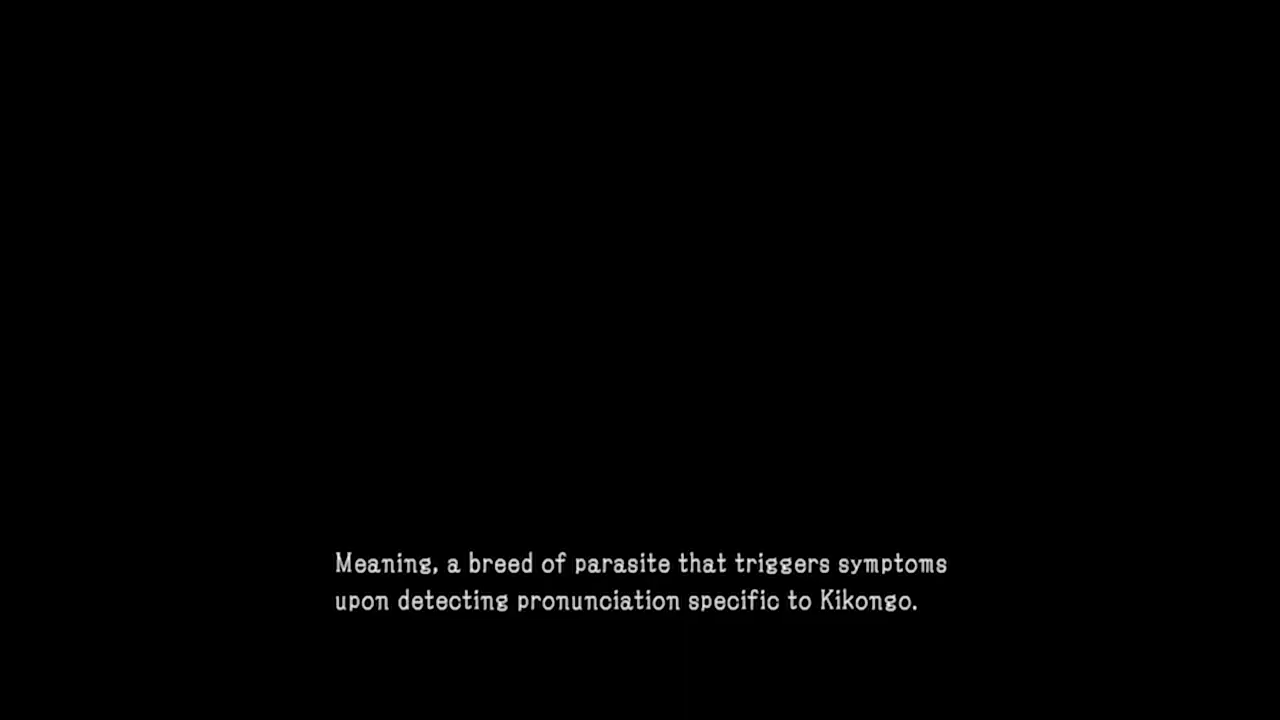 Meaning, a breed of parasite that triggers symptoms
upon detecting pronunciation specific to Kikongo.